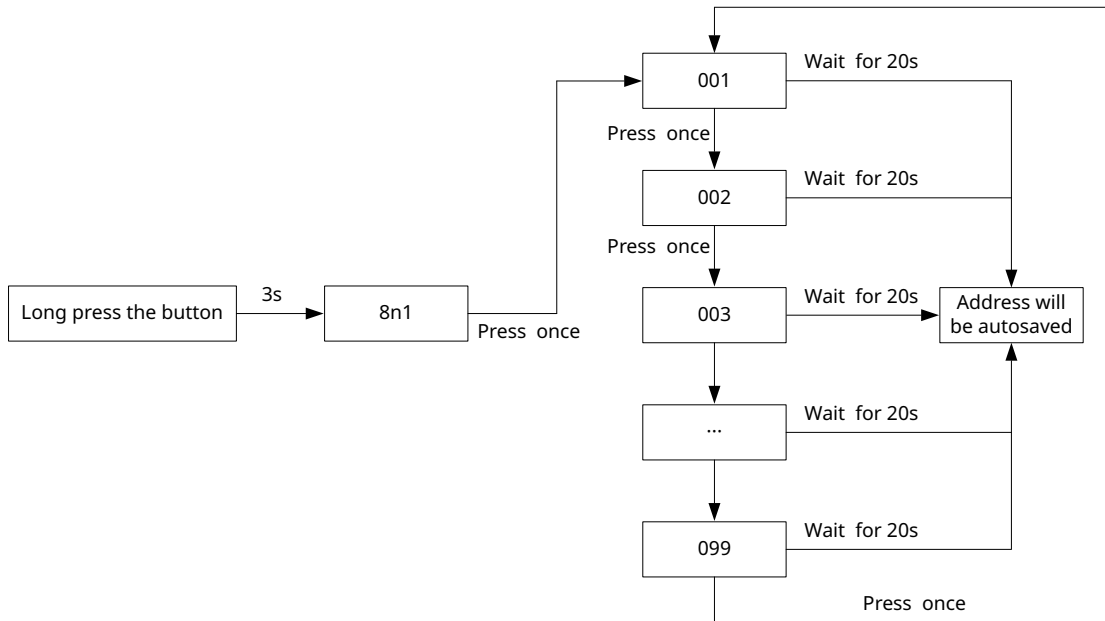 001
Wait for 20s
Press once
002
Wait for 20s
Press once
Long press the button
3s
8n1
Press once
003
Wait for 20s
Address will
be autosaved
...
Wait for 20s
099
Wait for 20s
Press once